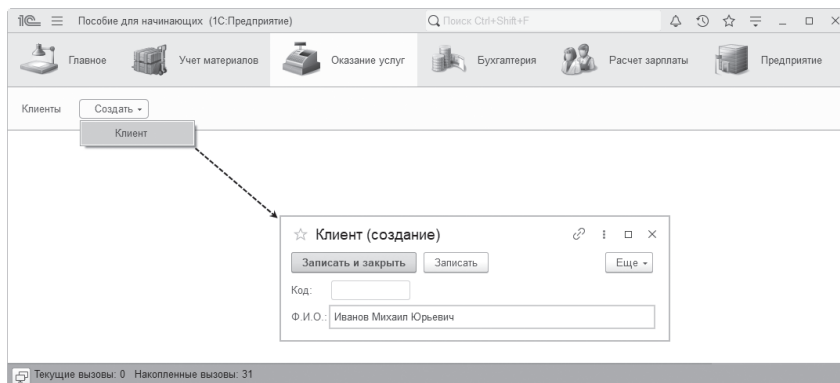 1С Пособие для начинающих (1С:Предприятие) Поиск Ctrl+Shift+F
Главное Учет материалов Оказание услуг Бухгалтерия Расчет зарплаты Предприятие
Клиенты Создать
Клиент
Клиент (создание)
Записать и закрыть Записать Еще
Код:
Ф.И.О.: Иванов Михаил Юрьевич
Текущие вызовы: 0 Накопленные вызовы: 31